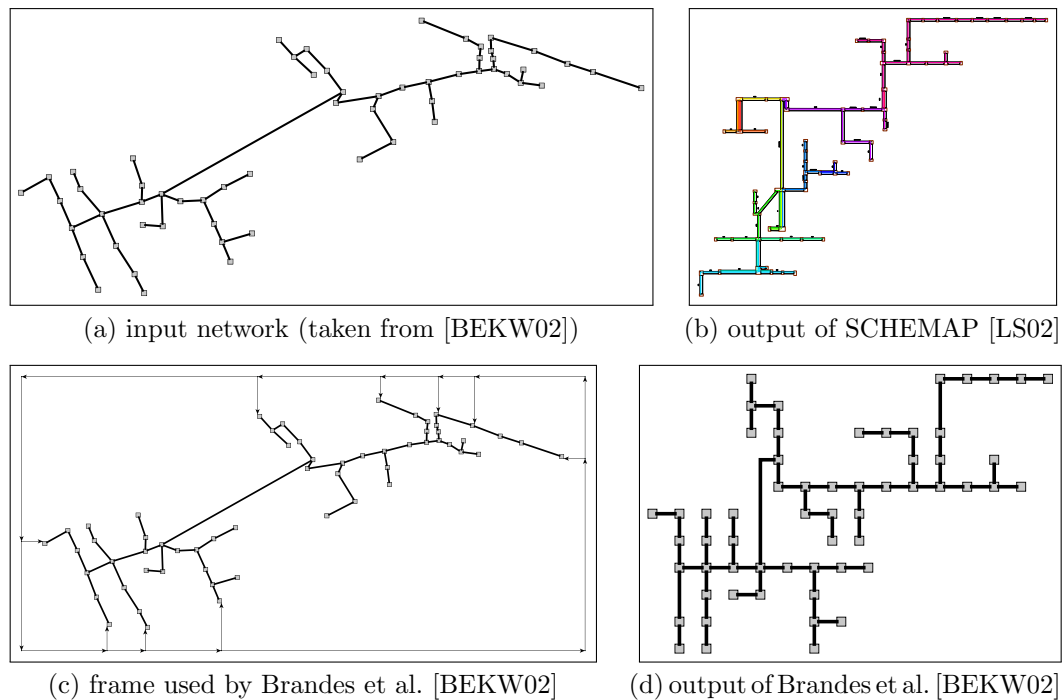 (a) input network (taken from [BEKW02])
(b) output of SCHEMAP [LS02]
(c) frame used by Brandes et al. [BEKW02]
(d) output of Brandes et al. [BEKW02